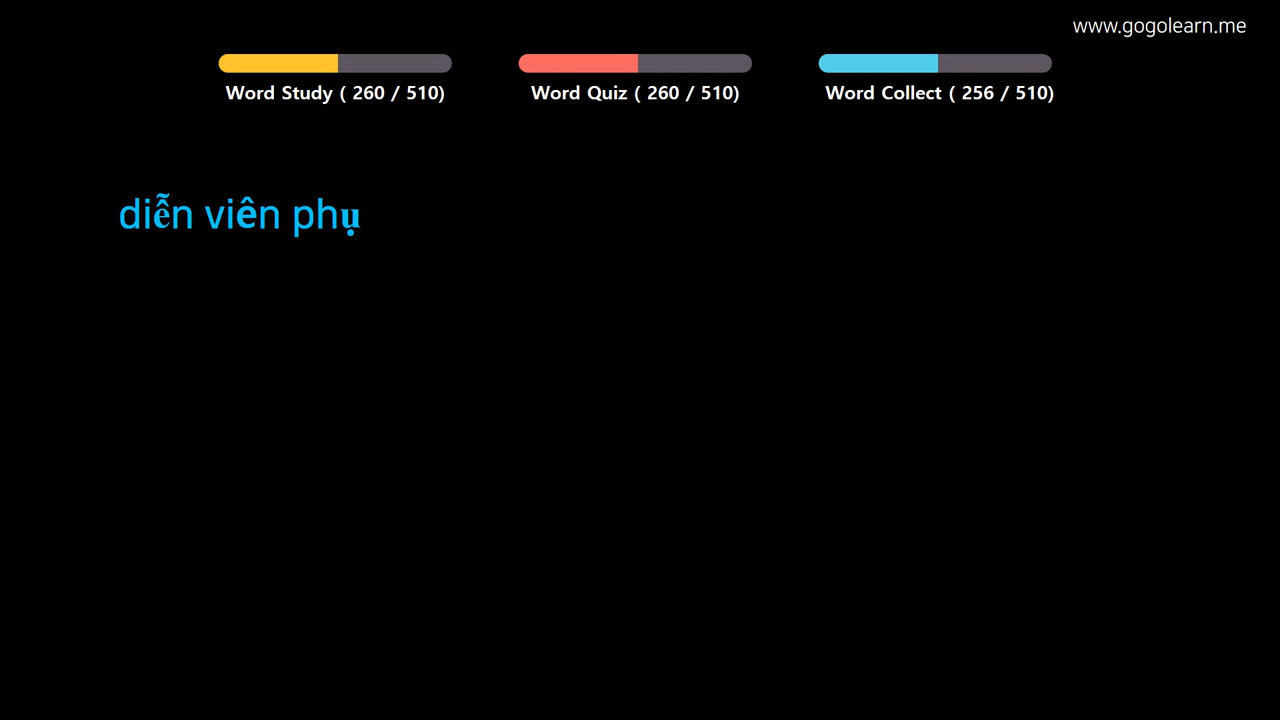 www.gogolearn.me
Word Study ( 260 / 510)
Word Quiz ( 260 / 510)
Word Collect ( 256 / 510)
diễn viên phụ